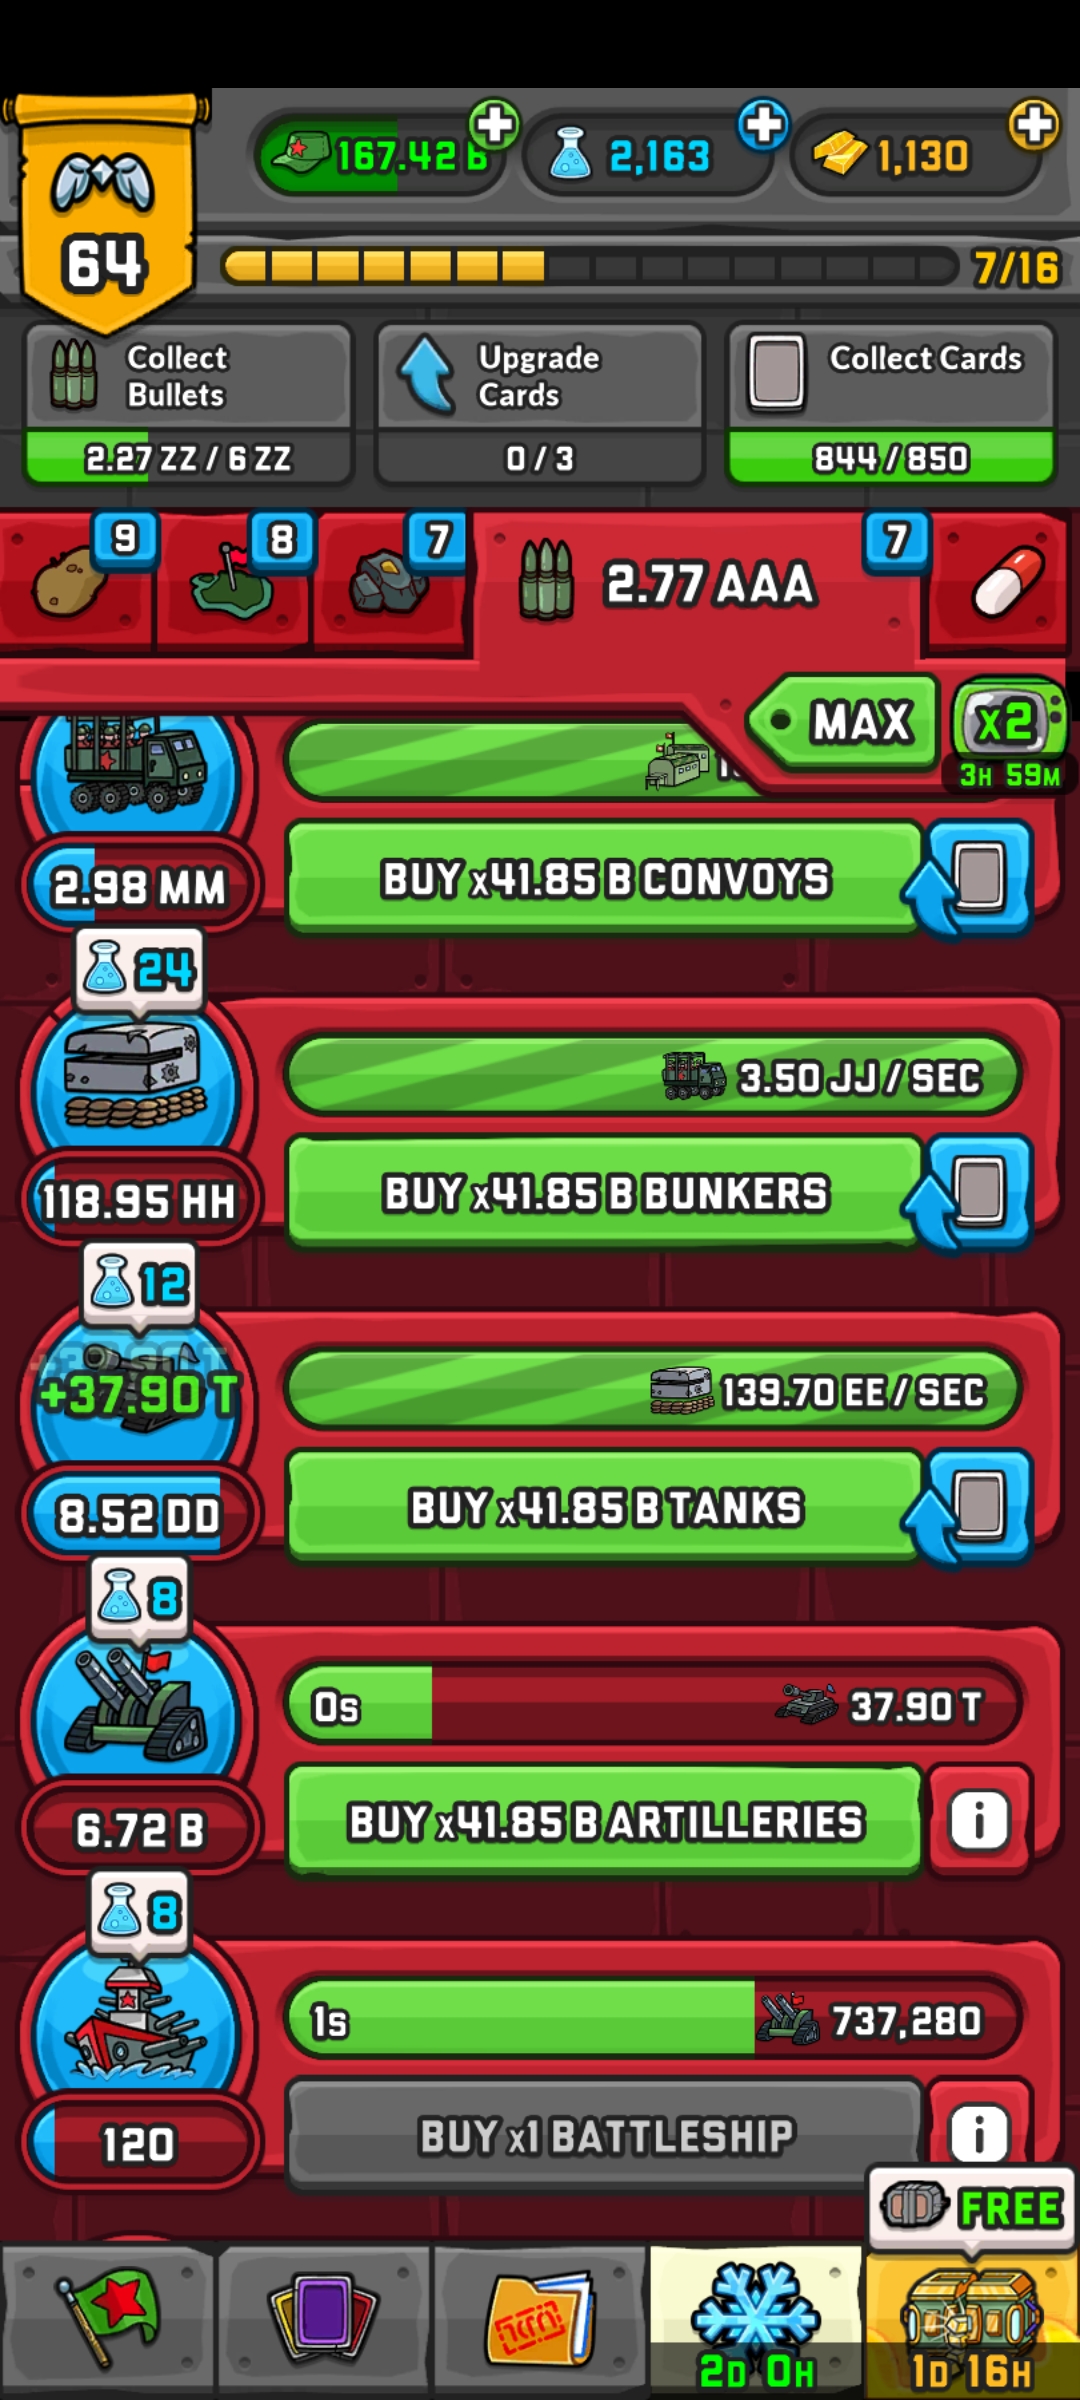 167.42 B
2,163
1,130
64
7/16
Collect
Bullets
Upgrade
Cards
Collect Cards
2.27 ZZ / 6 ZZ
0 / 3
844 / 850
9
8
7
2.77 AAA
7
MAX
x2
3H 59M
BUY x41.85 B CONVOYS
2.98 MM
24
3.50 JJ / SEC
BUY x41.85 B BUNKERS
118.95 HH
12
+37.90 T
139.70 EE / SEC
BUY x41.85 B TANKS
8.52 DD
8
0s
37.90 T
BUY x41.85 B ARTILLERIES
6.72 B
8
1s
737,280
BUY x1 BATTLESHIP
120
FREE
2D 0H
1D 16H